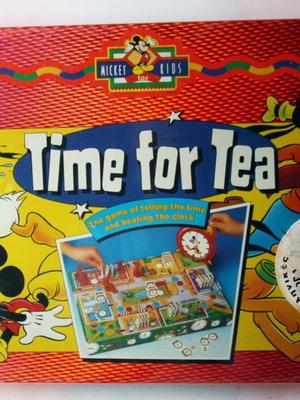 MICKEY for KIDS
Time for Tea
The game of telling the time
and beating the clock